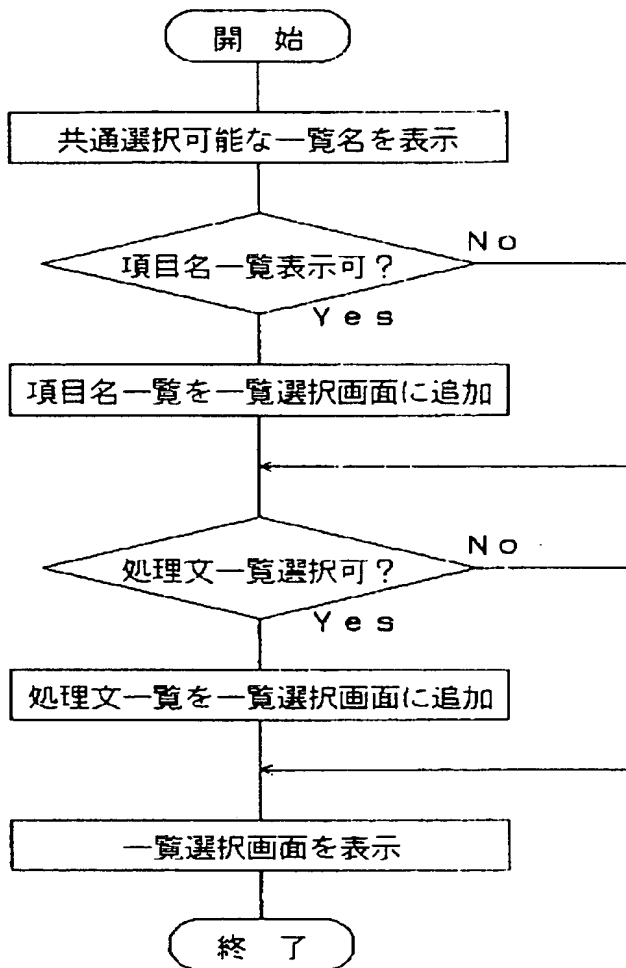 開　始
共通選択可能な一覧名を表示
項目名一覧表示可？
No
Yes
項目名一覧を一覧選択画面に追加
処理文一覧選択可？
No
Yes
処理文一覧を一覧選択画面に追加
一覧選択画面を表示
終　了